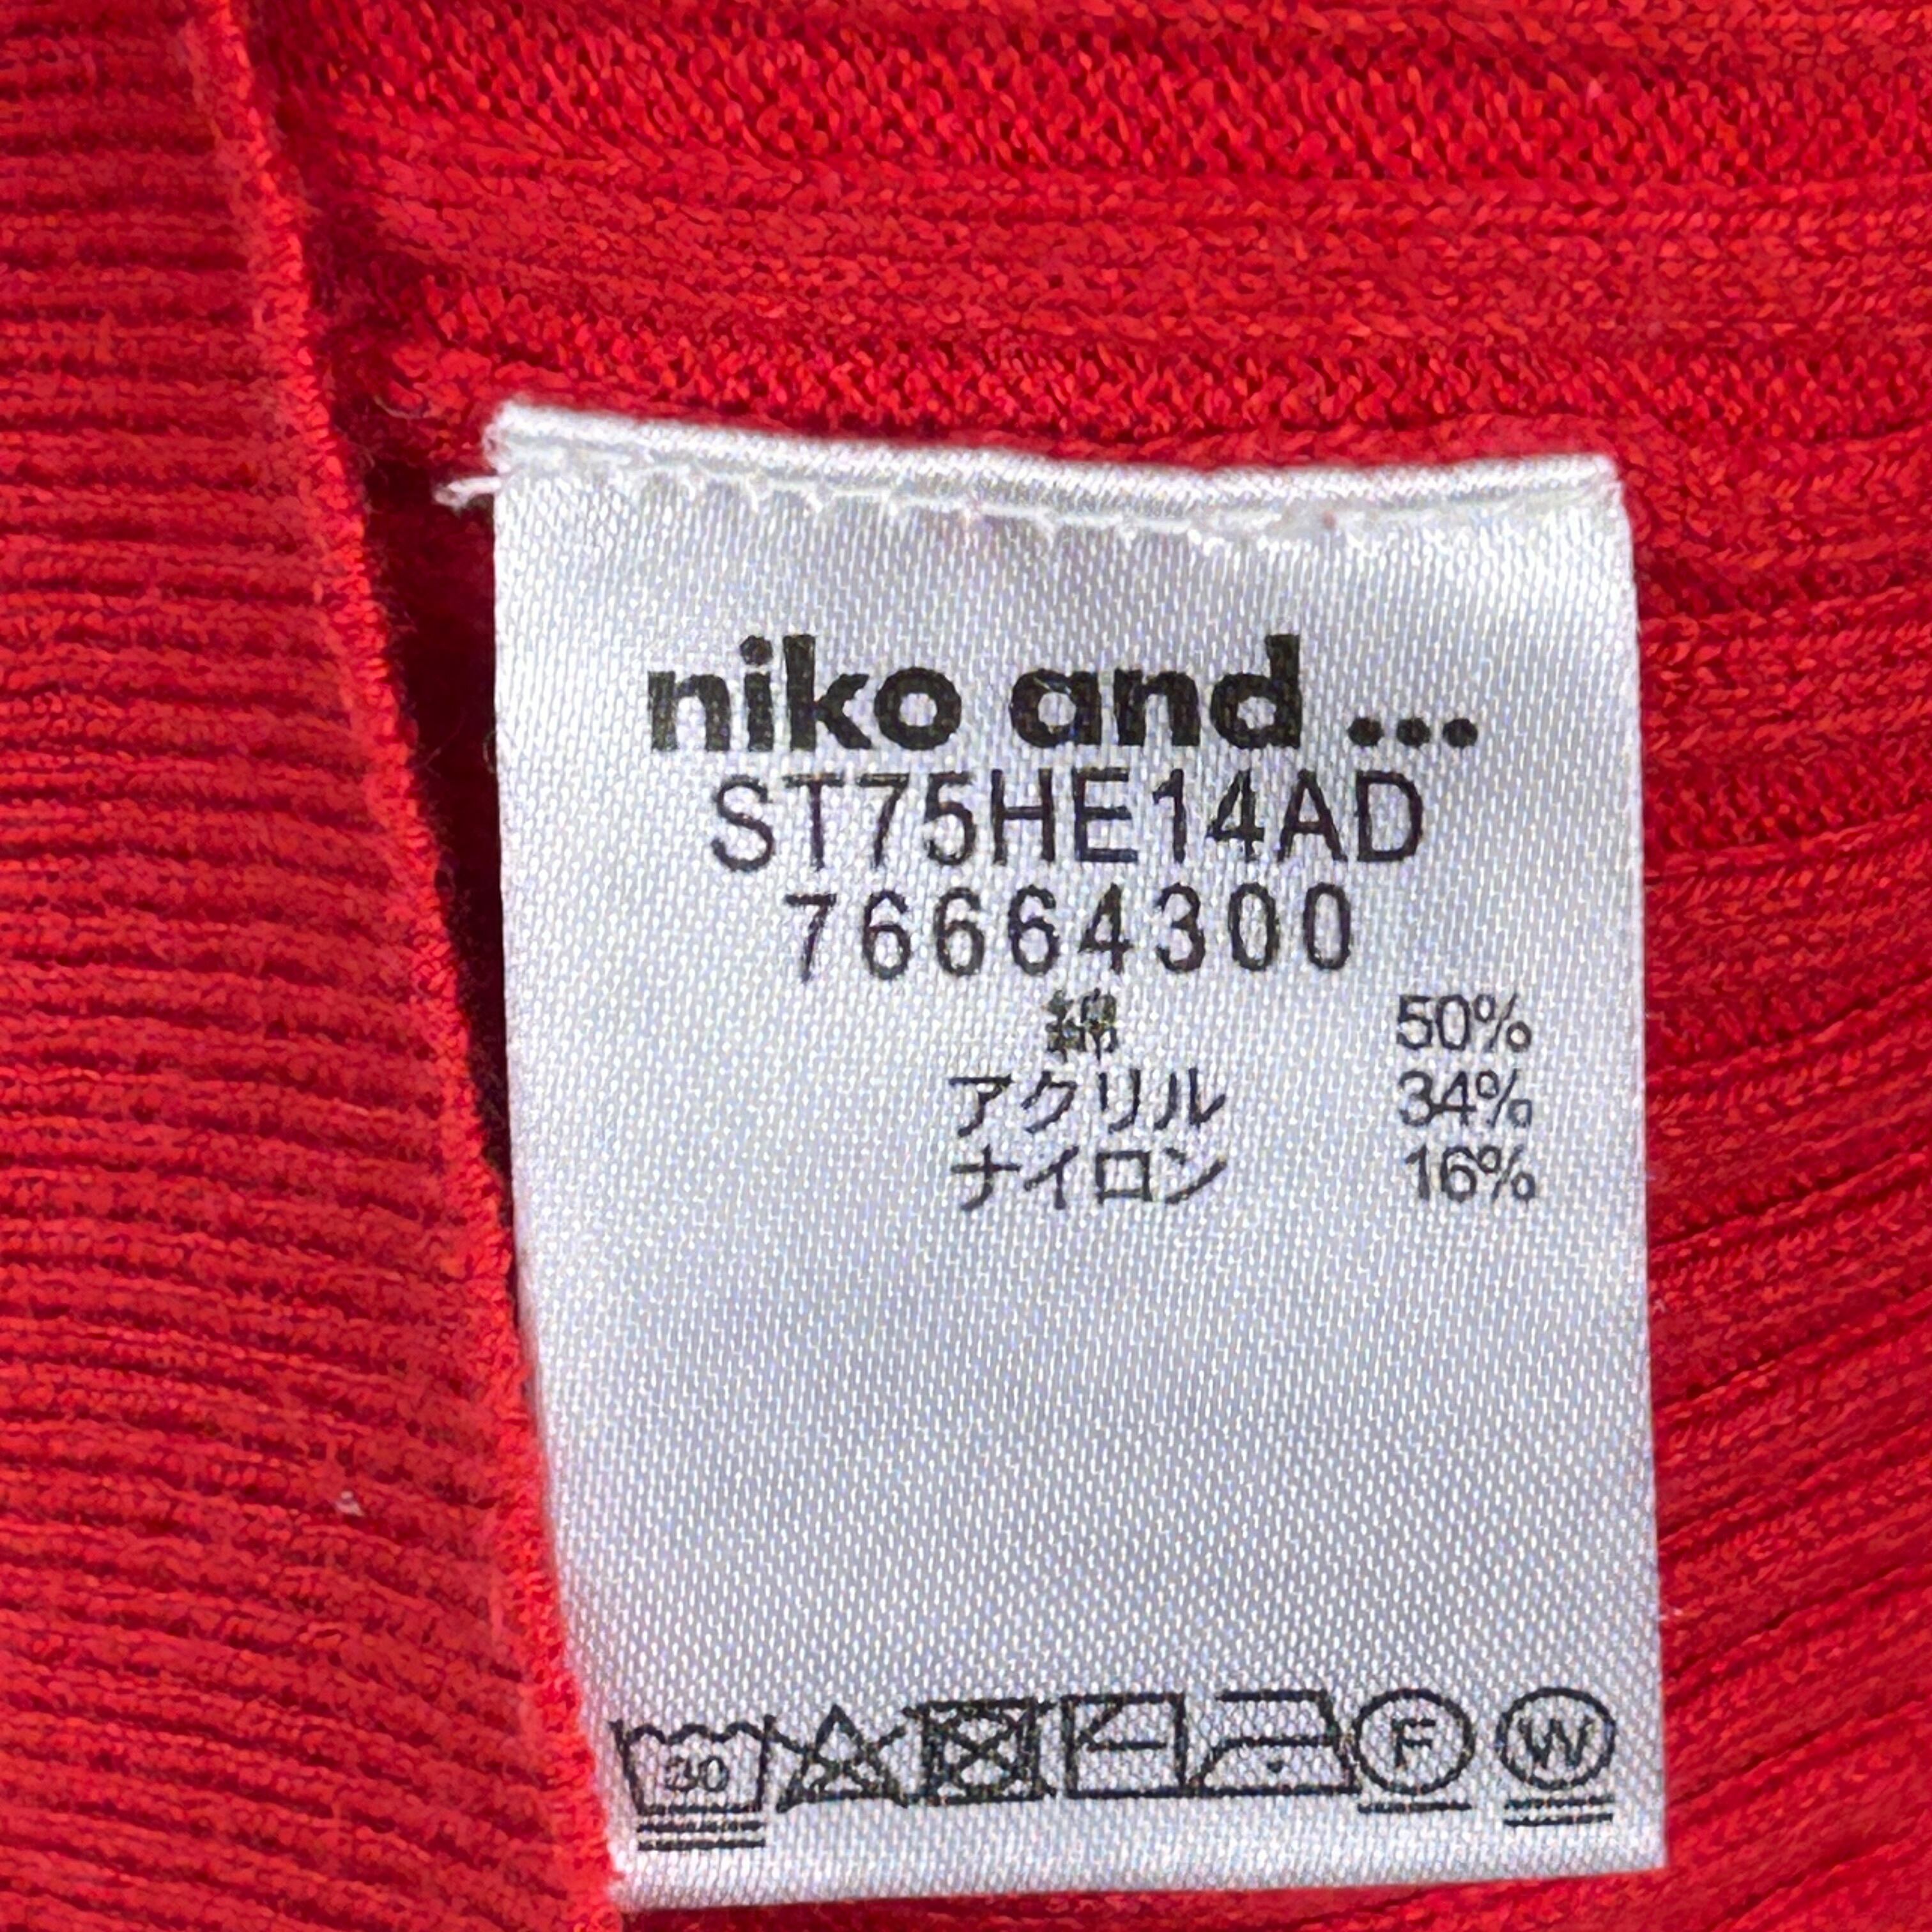 niko and ...
ST75HE14AD
76664300
綿 50%
アクリル 34%
ナイロン 16%
30 F W